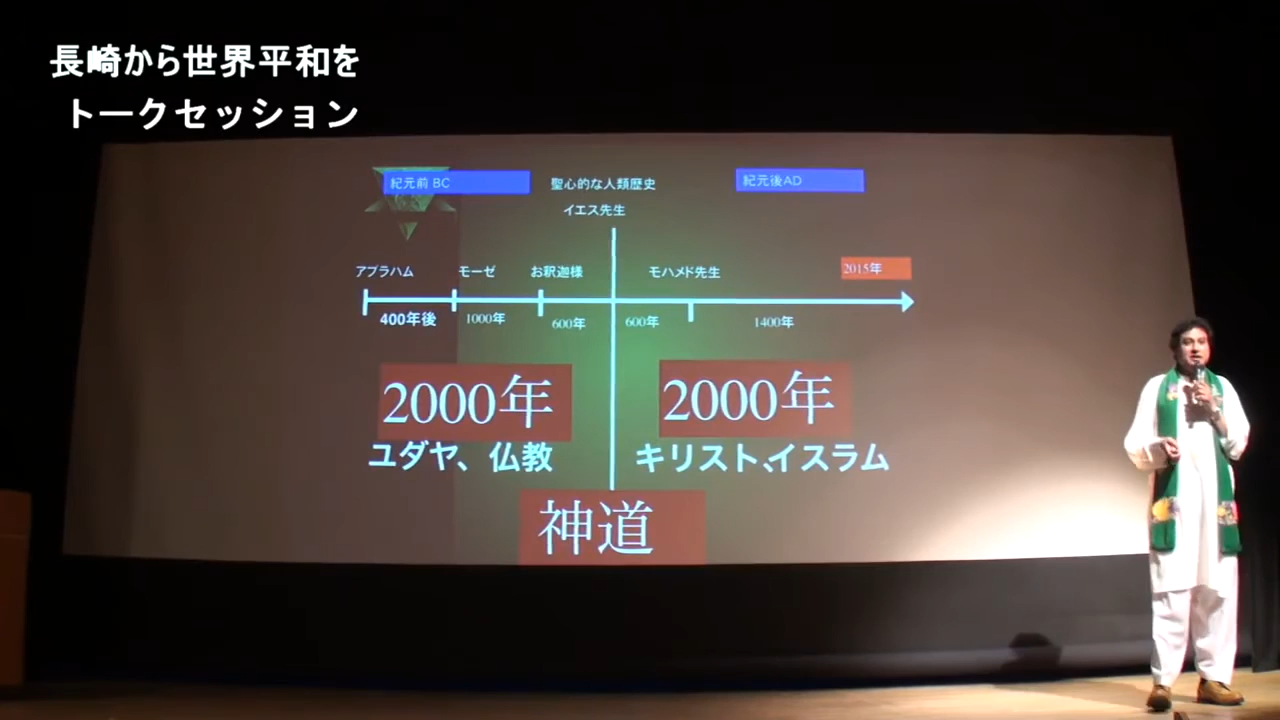 長崎から世界平和を
トークセッション
紀元前 BC
聖心的な人類歴史
紀元後AD
イエス先生
アブラハム
モーゼ
お釈迦様
モハメド先生
2015年
400年後
1000年
600年
600年
1400年
2000年
2000年
ユダヤ、仏教
キリスト、イスラム
神道